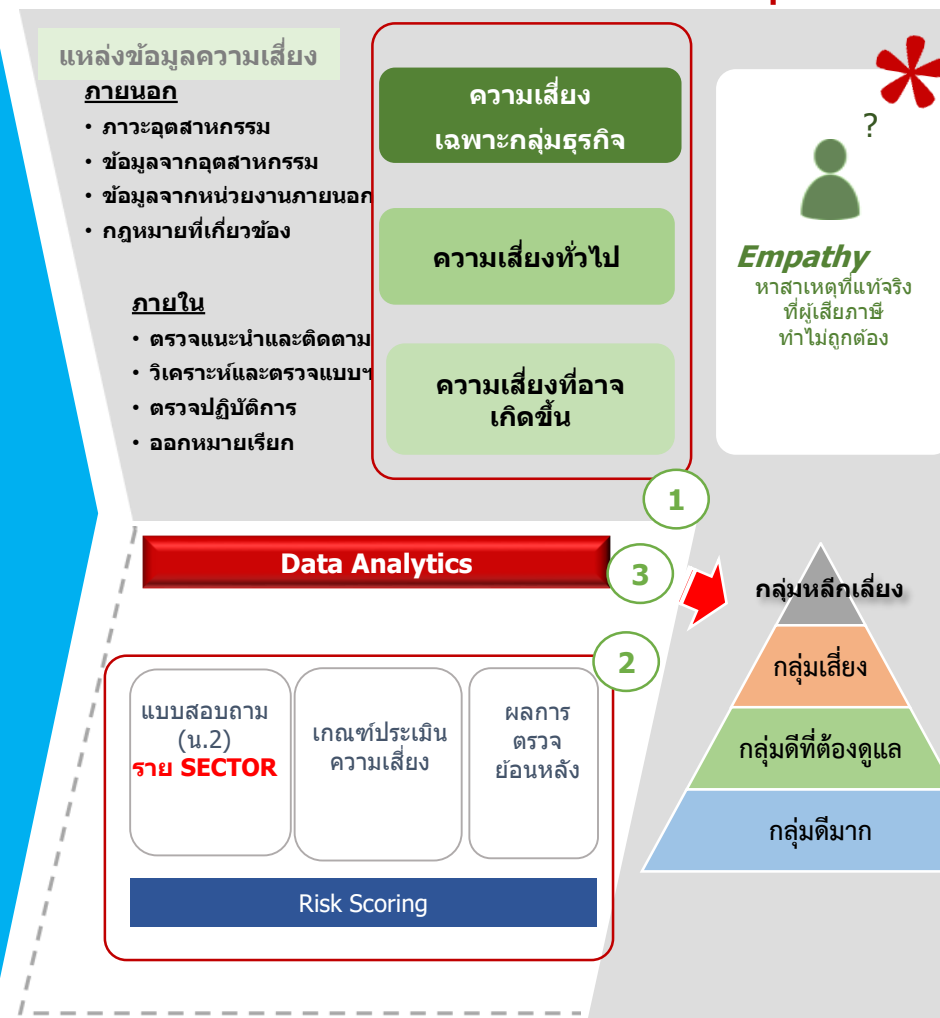 แหล่งข้อมูลความเสี่ยง
ภายนอก
• ภาวะอุตสาหกรรม
• ข้อมูลจากอุตสาหกรรม
• ข้อมูลจากหน่วยงานภายนอก
• กฎหมายที่เกี่ยวข้อง
ภายใน
• ตรวจแนะนำและติดตาม
• วิเคราะห์และตรวจแบบฯ
• ตรวจปฏิบัติการ
• ออกหมายเรียก
ความเสี่ยง
เฉพาะกลุ่มธุรกิจ
ความเสี่ยงทั่วไป
ความเสี่ยงที่อาจ
เกิดขึ้น
1
*
?
Empathy
หาสาเหตุที่แท้จริง
ที่ผู้เสียภาษี
ทำไม่ถูกต้อง
Data Analytics
3
2
แบบสอบถาม
(น.2)
ราย SECTOR
เกณฑ์ประเมิน
ความเสี่ยง
ผลการ
ตรวจ
ย้อนหลัง
Risk Scoring
กลุ่มหลีกเลี่ยง
กลุ่มเสี่ยง
กลุ่มดีที่ต้องดูแล
กลุ่มดีมาก